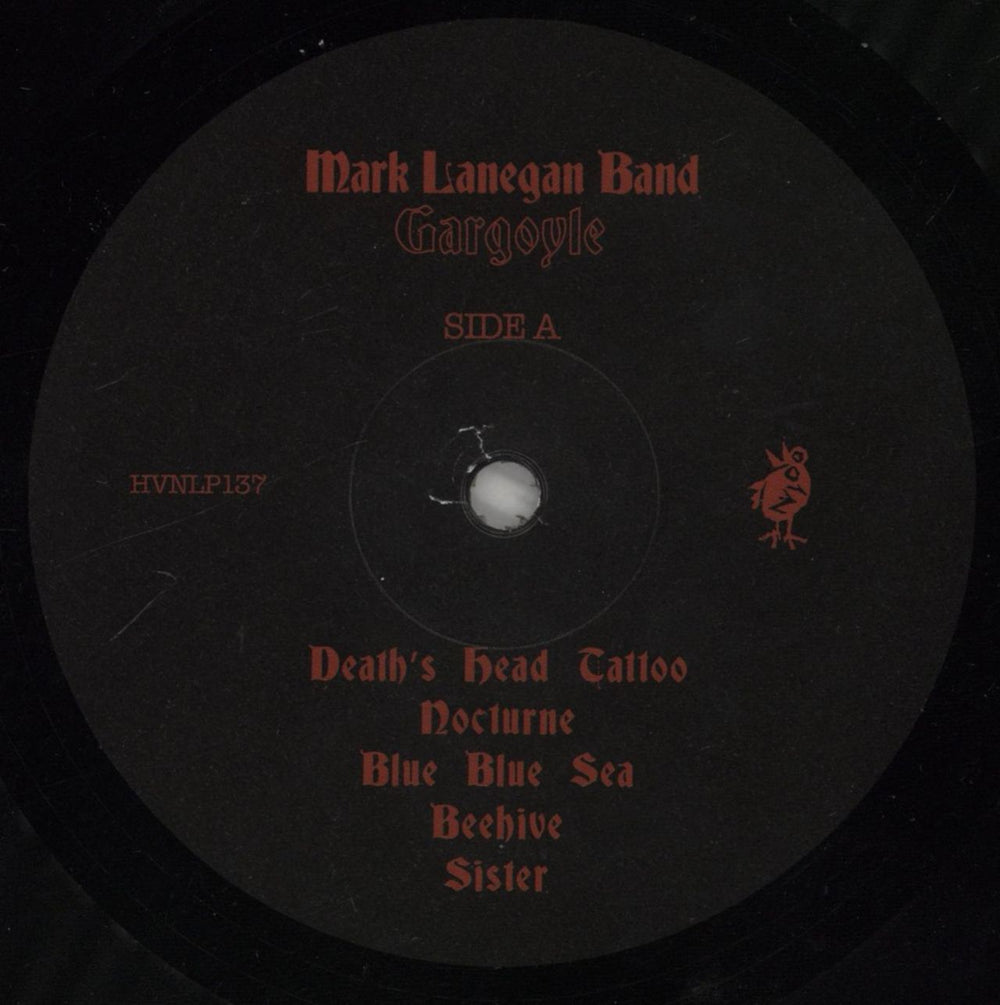 Mark Lanegan Band
Gargoyle
SIDE A
HVNLP137
Death's Head Tattoo
Nocturne
Blue Blue Sea
Beehive
Sister